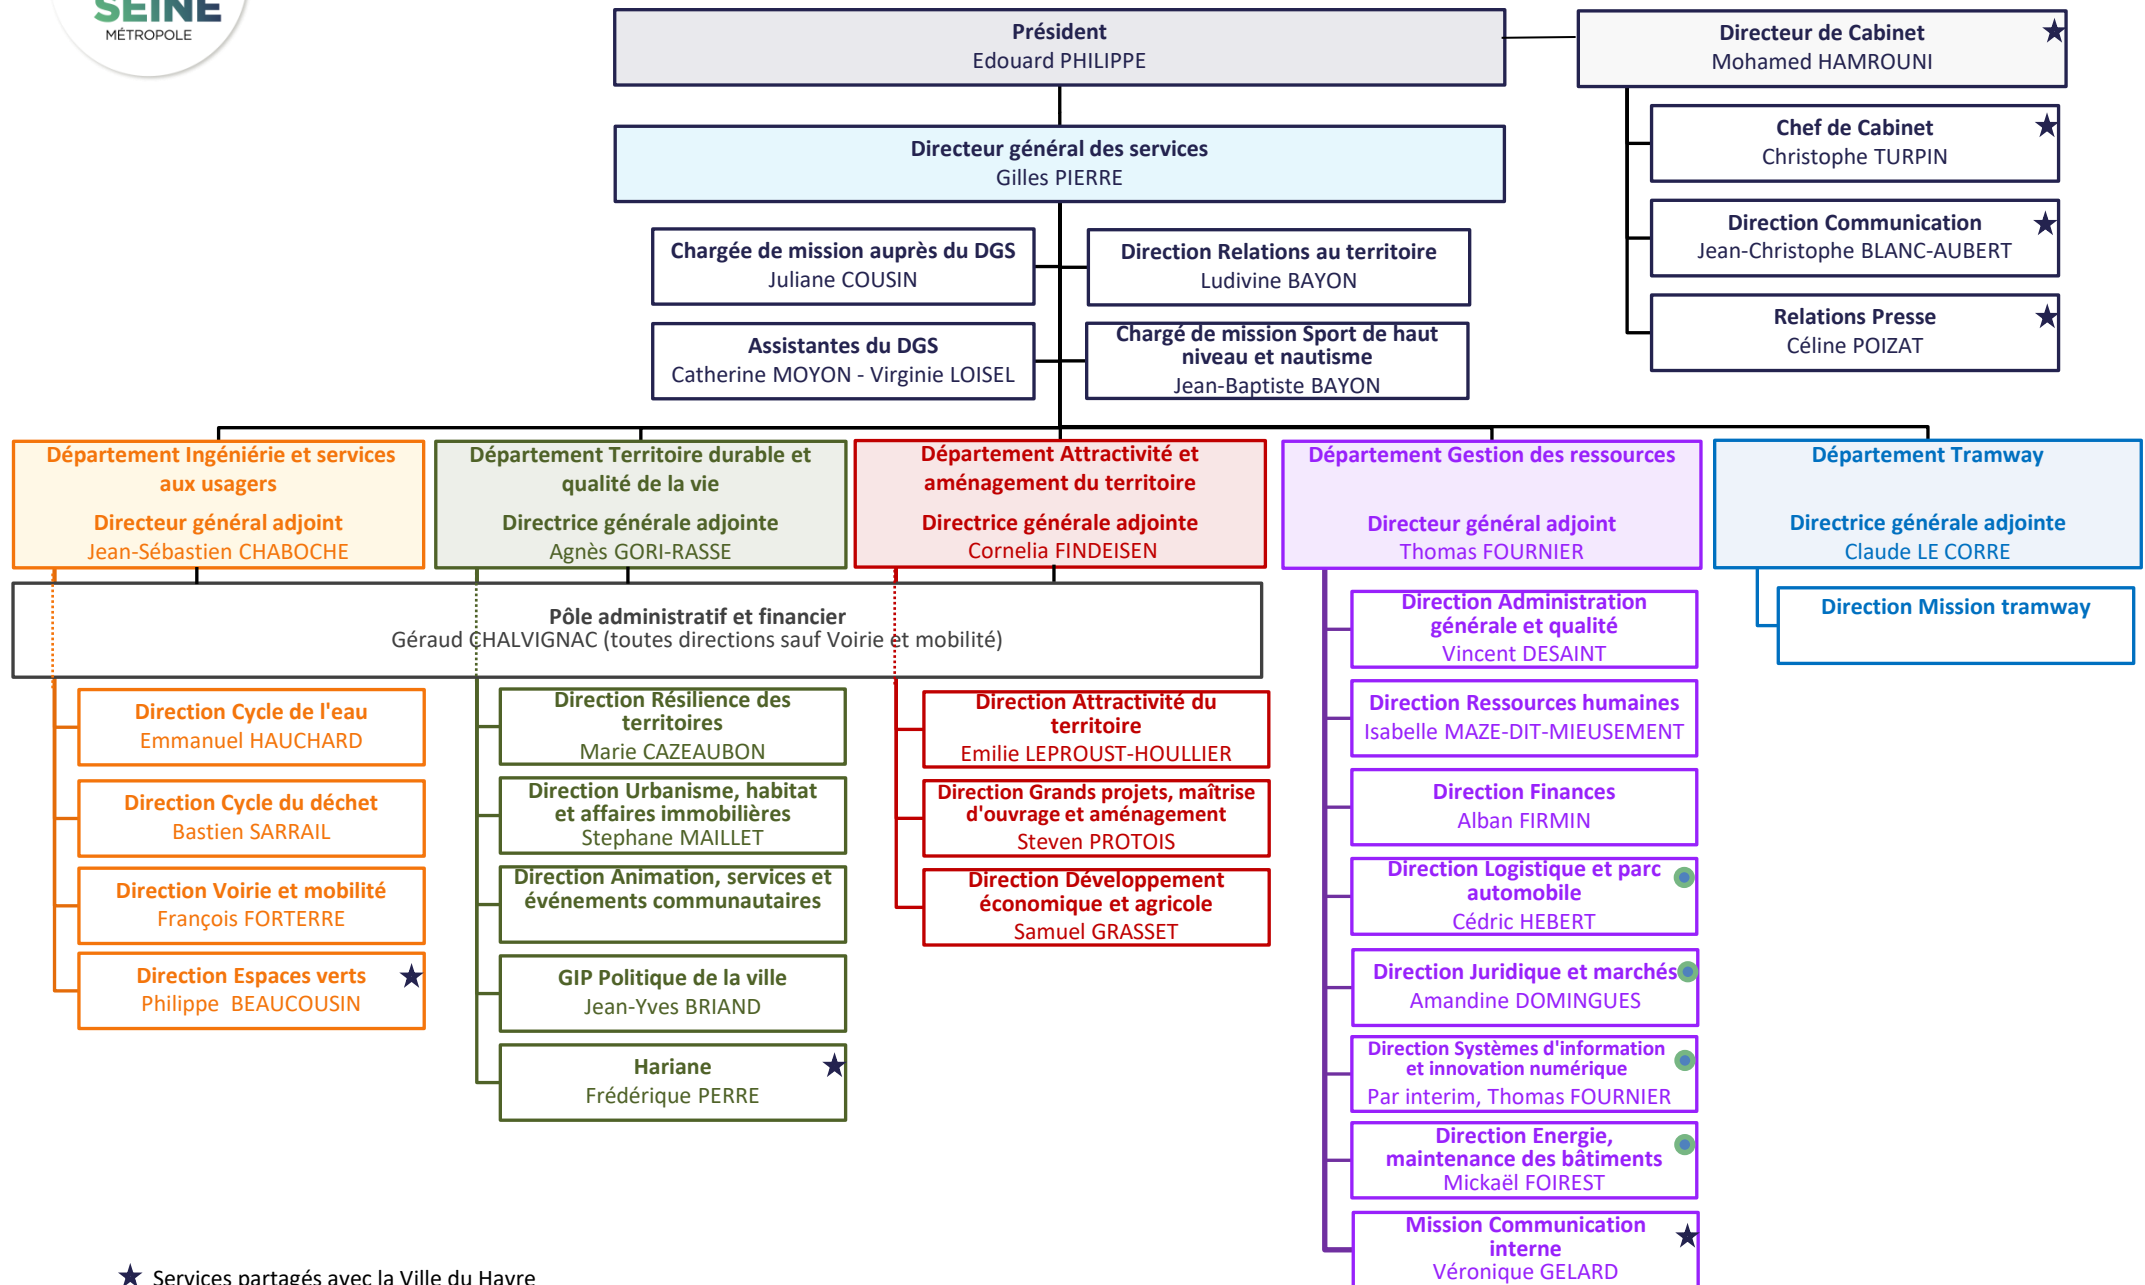 SEINE
MÉTROPOLE
Président
Edouard PHILIPPE
Directeur de Cabinet
Mohamed HAMROUNI
Chef de Cabinet
Christophe TURPIN
Direction Communication
Jean-Christophe BLANC-AUBERT
Relations Presse
Céline POIZAT
Directeur général des services
Gilles PIERRE
Chargée de mission auprès du DGS
Juliane COUSIN
Direction Relations au territoire
Ludivine BAYON
Assistantes du DGS
Catherine MOYON - Virginie LOISEL
Chargé de mission Sport de haut
niveau et nautisme
Jean-Baptiste BAYON
Département Ingéniérie et services
aux usagers
Directeur général adjoint
Jean-Sébastien CHABOCHE
Département Territoire durable et
qualité de la vie
Directrice générale adjointe
Agnès GORI-RASSE
Département Attractivité et
aménagement du territoire
Directrice générale adjointe
Cornelia FINDEISEN
Département Gestion des ressources
Directeur général adjoint
Thomas FOURNIER
Département Tramway
Directrice générale adjointe
Claude LE CORRE
Pôle administratif et financier
Géraud CHALVIGNAC (toutes directions sauf Voirie et mobilité)
Direction Cycle de l'eau
Emmanuel HAUCHARD
Direction Cycle du déchet
Bastien SARRAIL
Direction Voirie et mobilité
François FORTERRE
Direction Espaces verts
Philippe  BEAUCOUSIN
Direction Résilience des
territoires
Marie CAZEAUBON
Direction Urbanisme, habitat
et affaires immobilières
Stephane MAILLET
Direction Animation, services et
événements communautaires
GIP Politique de la ville
Jean-Yves BRIAND
Hariane
Frédérique PERRE
Direction Attractivité du
territoire
Emilie LEPROUST-HOULLIER
Direction Grands projets, maîtrise
d'ouvrage et aménagement
Steven PROTOIS
Direction Développement
économique et agricole
Samuel GRASSET
Direction Administration
générale et qualité
Vincent DESAINT
Direction Ressources humaines
Isabelle MAZE-DIT-MIEUSEMENT
Direction Finances
Alban FIRMIN
Direction Logistique et parc
automobile
Cédric HEBERT
Direction Juridique et marchés
Amandine DOMINGUES
Direction Systèmes d'information
et innovation numérique
Par interim, Thomas FOURNIER
Direction Energie,
maintenance des bâtiments
Mickaël FOIREST
Mission Communication
interne
Véronique GELARD
Direction Mission tramway
Services partagés avec la Ville du Havre